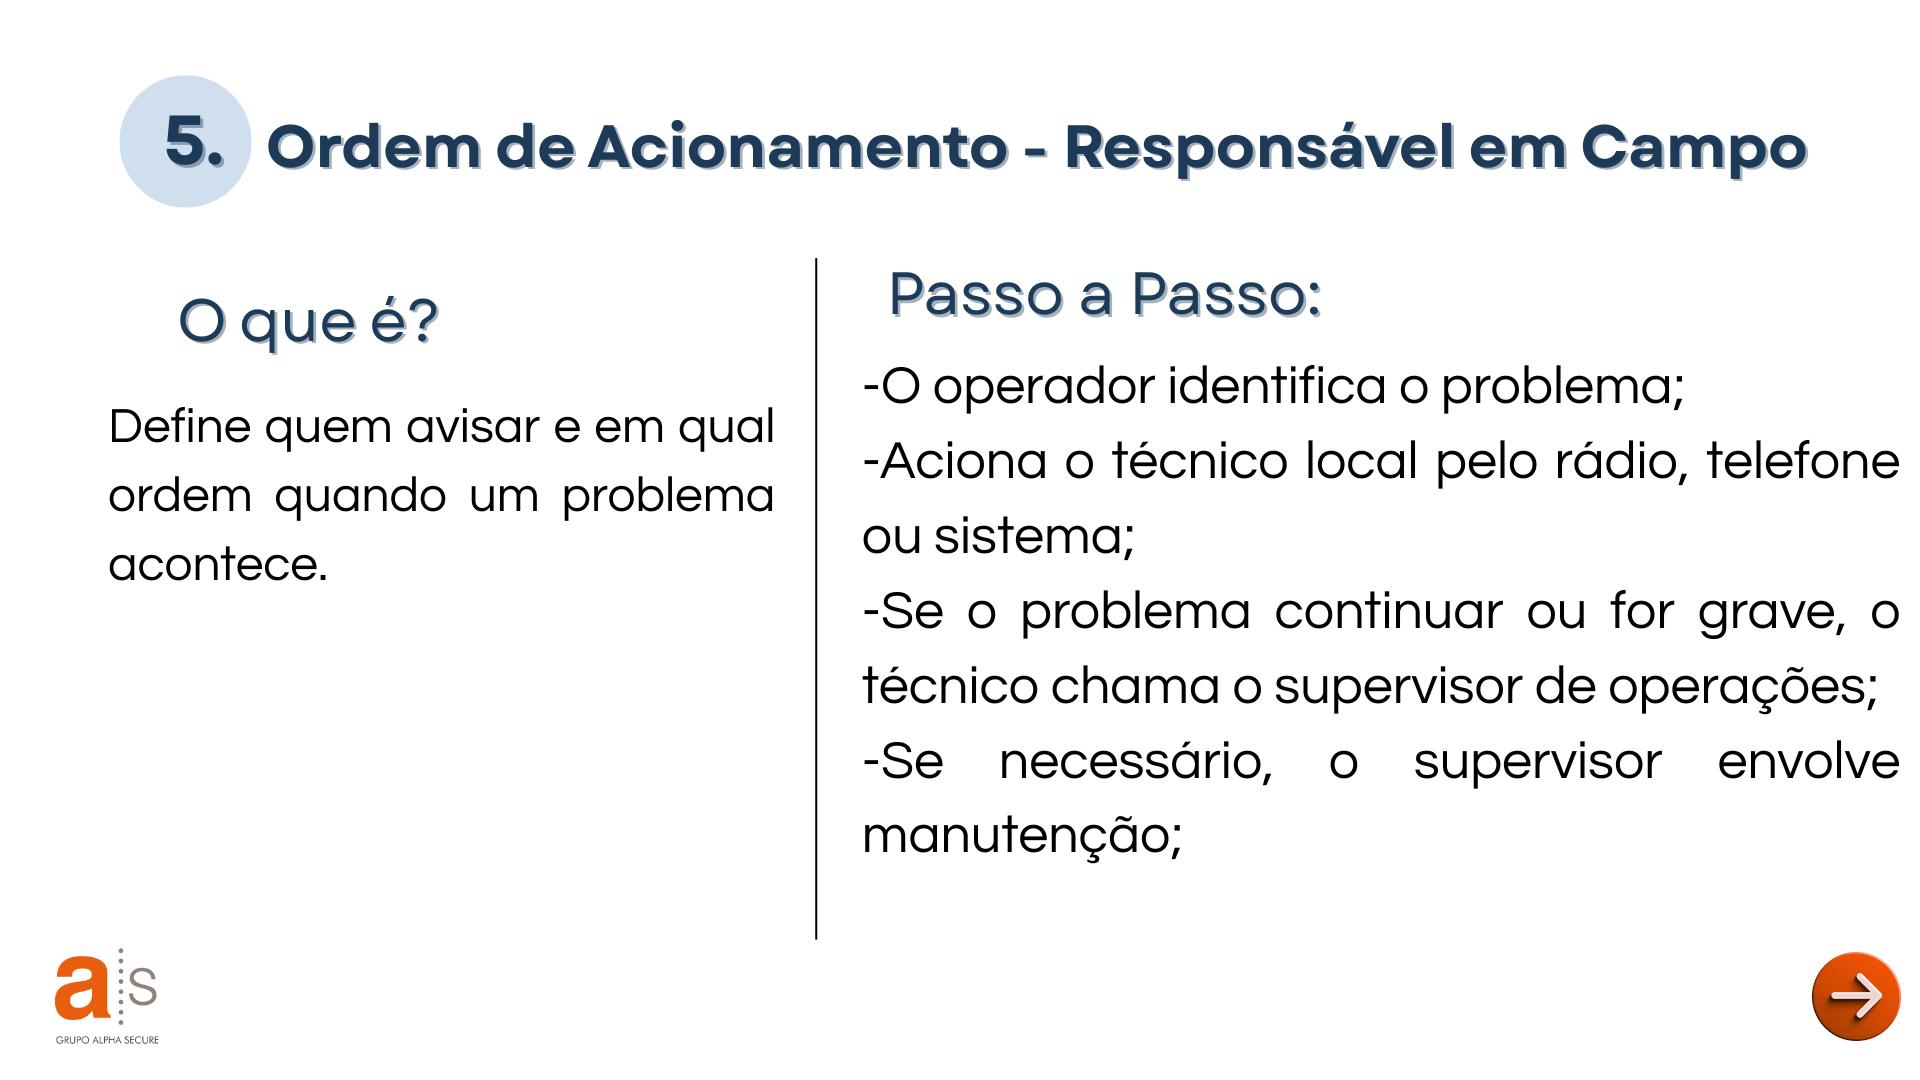 5. Ordem de Acionamento - Responsável em Campo
O que é?
Define quem avisar e em qual
ordem quando um problema
acontece.
Passo a Passo:
-O operador identifica o problema;
-Aciona o técnico local pelo rádio, telefone
ou sistema;
-Se o problema continuar ou for grave, o
técnico chama o supervisor de operações;
-Se necessário, o supervisor envolve
manutenção;
a s
GRUPO ALPHA SECURE